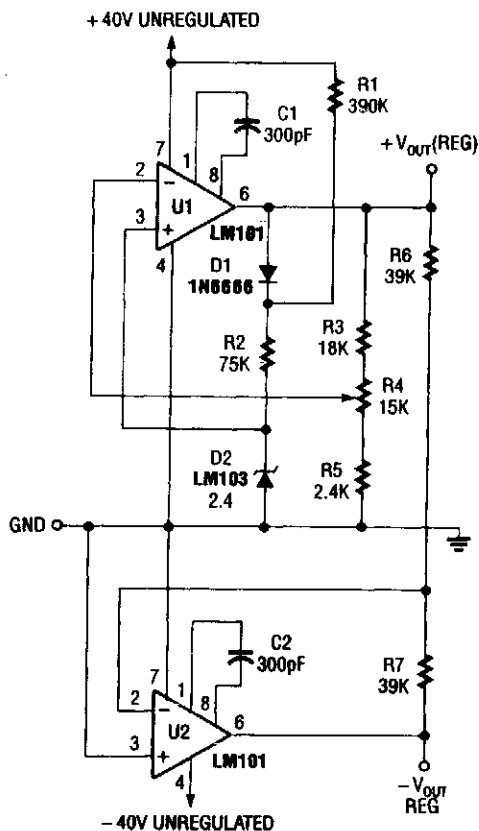 +40V UNREGULATED
R1
390K
C1
300pF
+VOUT(REG)
7
1
8
2
6
3
U1
LM101
4
R6
39K
D1
1N6666
R2
75K
R3
18K
R4
15K
D2
LM103
2.4
R5
2.4K
GND
C2
300pF
7
1
8
2
6
3
U2
LM101
4
R7
39K
-VOUT
REG
-40V UNREGULATED